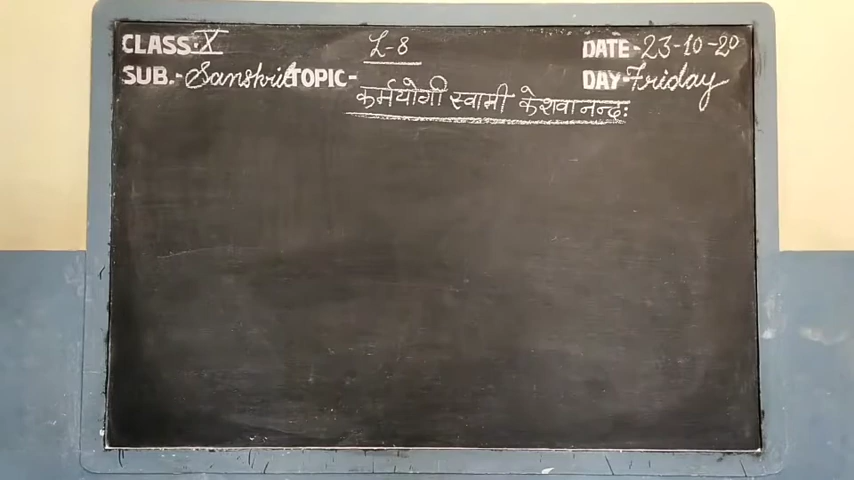 CLASS-X L-8 DATE-23-10-20
SUB.-Sanskrit TOPIC- DAY-Friday
कर्मयोगी स्वामी केशवानन्दः